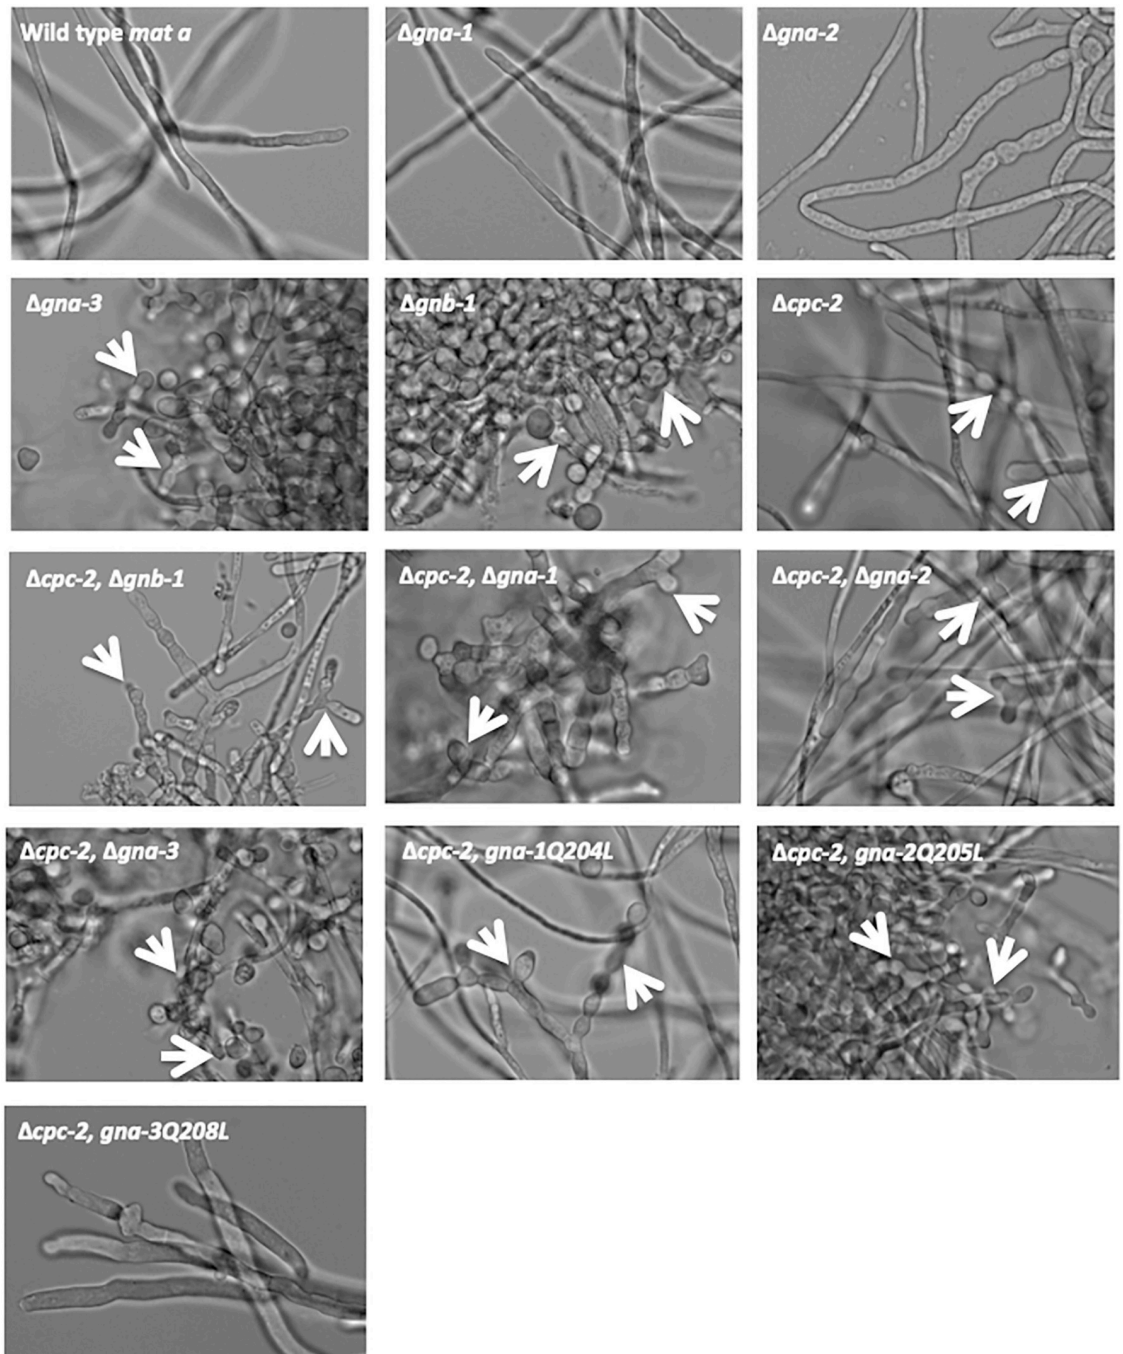 Wild type mat a
Δgna-1
Δgna-2
Δgna-3
Δgnb-1
Δcpc-2
Δcpc-2, Δgnb-1
Δcpc-2, Δgna-1
Δcpc-2, Δgna-2
Δcpc-2, Δgna-3
Δcpc-2, gna-1Q204L
Δcpc-2, gna-2Q205L
Δcpc-2, gna-3Q208L